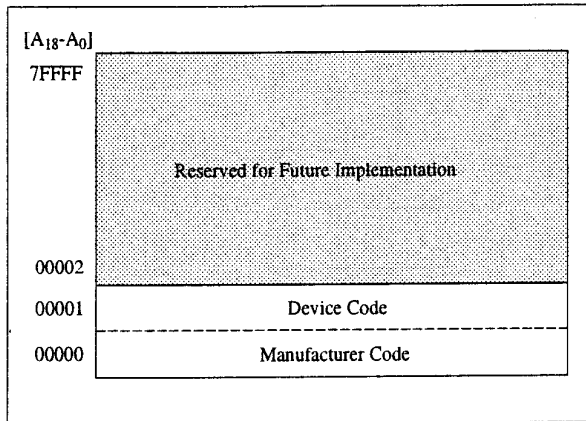 [A18-A0]
7FFFF
Reserved for Future Implementation
00002
00001 Device Code
00000 Manufacturer Code